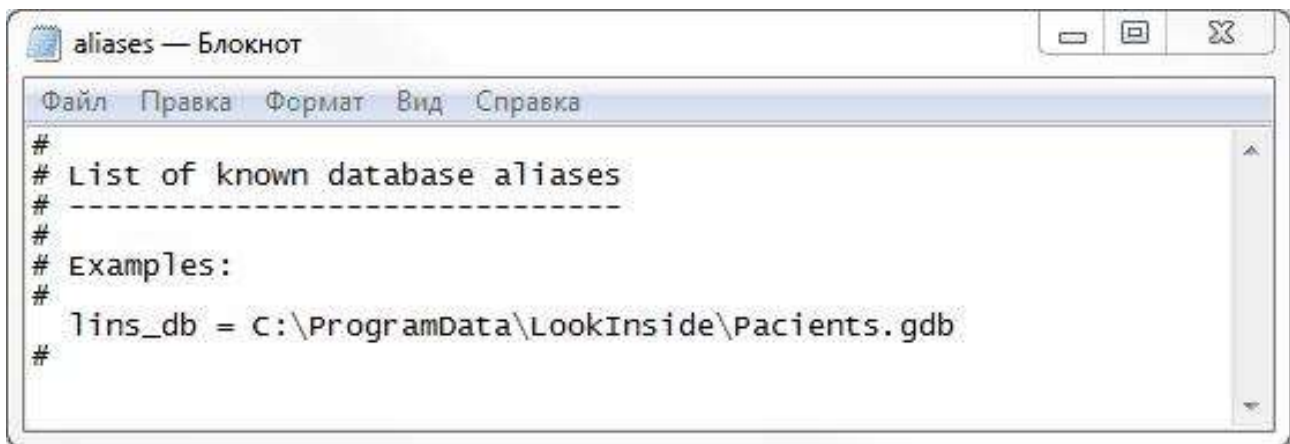 aliases — Блокнот
Файл Правка Формат Вид Справка
#
# List of known database aliases
# ------------------------------
#
# Examples:
#
  lins_db = C:\ProgramData\LookInside\Pacients.gdb
#